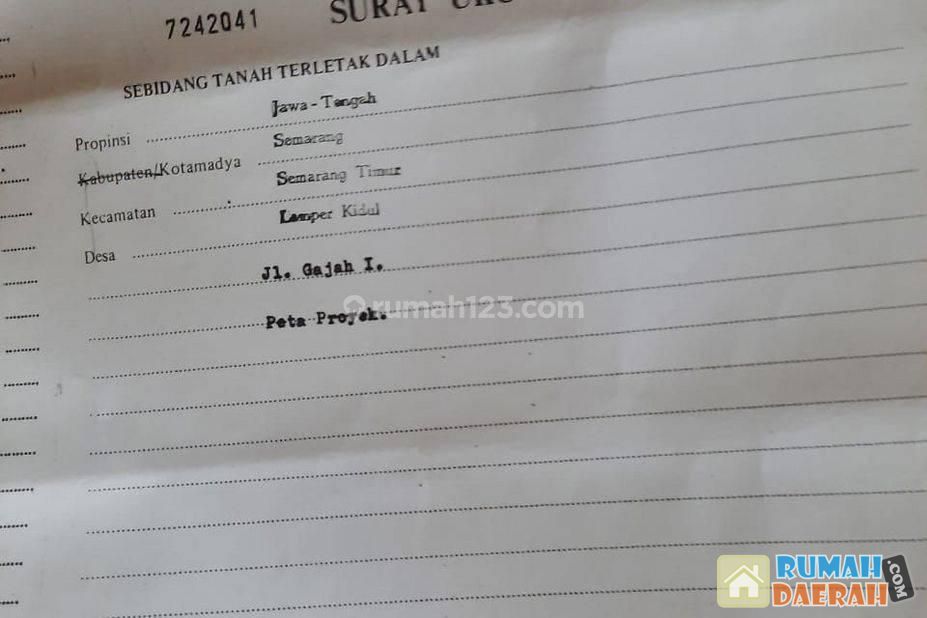 7242041
SURAT UKU
SEBIDANG TANAH TERLETAK DALAM
Propinsi Jawa - Tengah
Kabupaten/Kotamadya Semarang
Kecamatan Semarang Timur
Desa Lamper Kidul
Jl. Gajah I.
Peta Proyek.
rumah123.com
RUMAH
DAERAH.COM